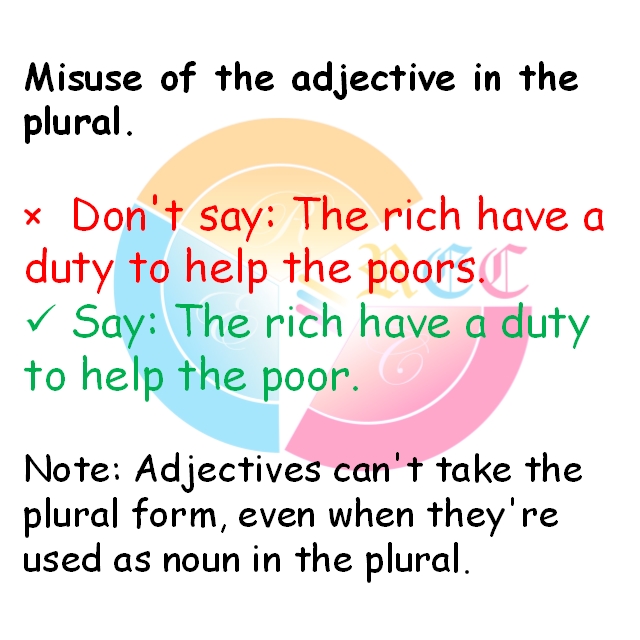 Misuse of the adjective in the
plural.
× Don't say: The rich have a
duty to help the poors.
✓ Say: The rich have a duty
to help the poor.
Note: Adjectives can't take the
plural form, even when they're
used as noun in the plural.